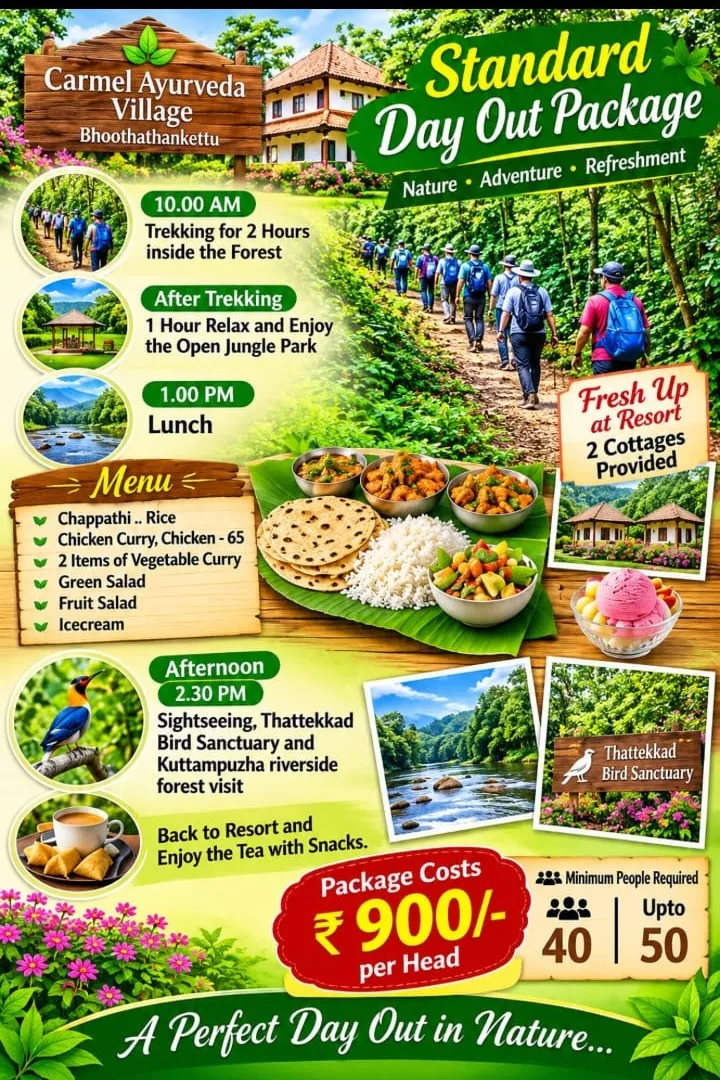 Carmel Ayurveda
Village
Bhoothathankettu
Standard
Day Out Package
Nature • Adventure • Refreshment
10.00 AM
Trekking for 2 Hours
inside the Forest
After Trekking
1 Hour Relax and Enjoy
the Open Jungle Park
1.00 PM
Lunch
Fresh Up
at Resort
2 Cottages
Provided
Menu
Chappathi .. Rice
Chicken Curry, Chicken - 65
2 Items of Vegetable Curry
Green Salad
Fruit Salad
Icecream
Afternoon
2.30 PM
Sightseeing, Thattekkad
Bird Sanctuary and
Kuttampuzha riverside
forest visit
Thattekkad
Bird Sanctuary
Back to Resort and
Enjoy the Tea with Snacks.
Package Costs
₹ 900/-
per Head
Minimum People Required
40
Upto
50
A Perfect Day Out in Nature...